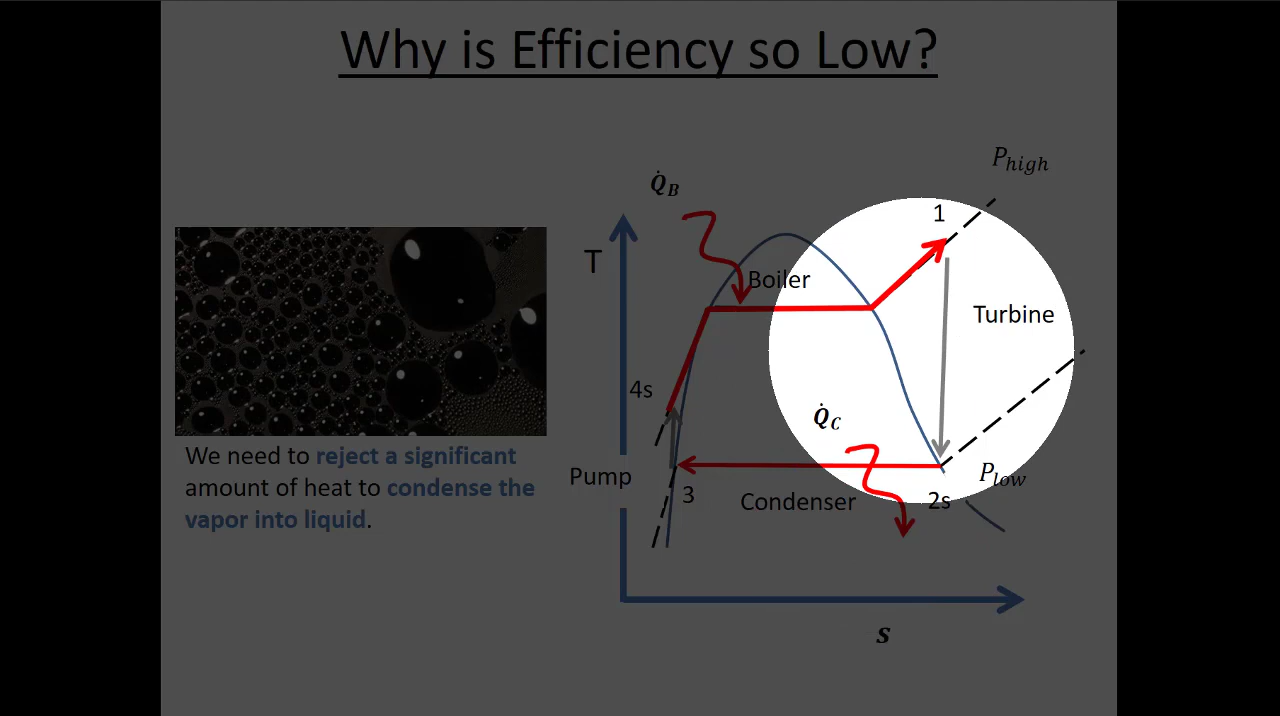 Why is Efficiency so Low?
P_high
Q̇_B
1
T
Boiler
Turbine
4s
Q̇_C
We need to reject a significant
amount of heat to condense the
vapor into liquid.
Pump
3
Condenser
P_low
2s
s